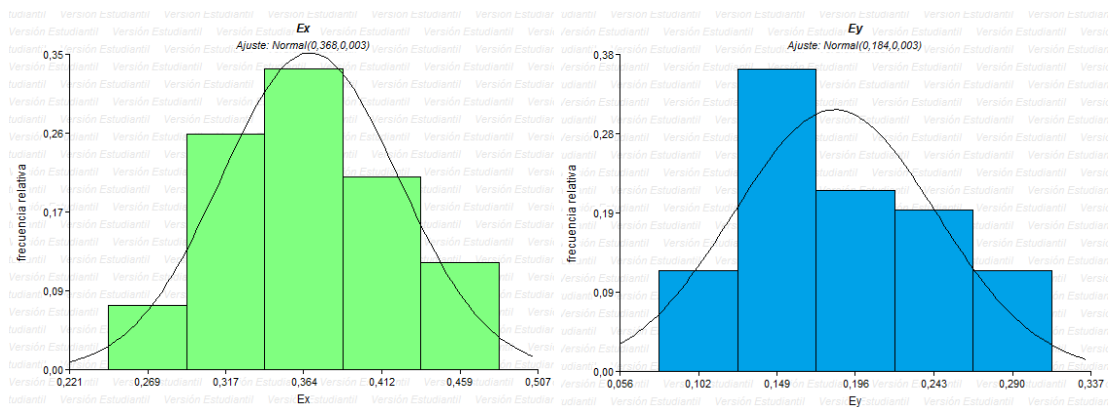 Ex
Ajuste: Normal(0,368,0,003)
0,35
0,26
0,17
0,09
0,00
frecuencia relativa
0,221 0,269 0,317 0,364 0,412 0,459 0,507
Ex
Ey
Ajuste: Normal(0,184,0,003)
0,38
0,28
0,19
0,09
0,00
frecuencia relativa
0,056 0,102 0,149 0,196 0,243 0,290 0,337
Ey
Versión Estudiantil